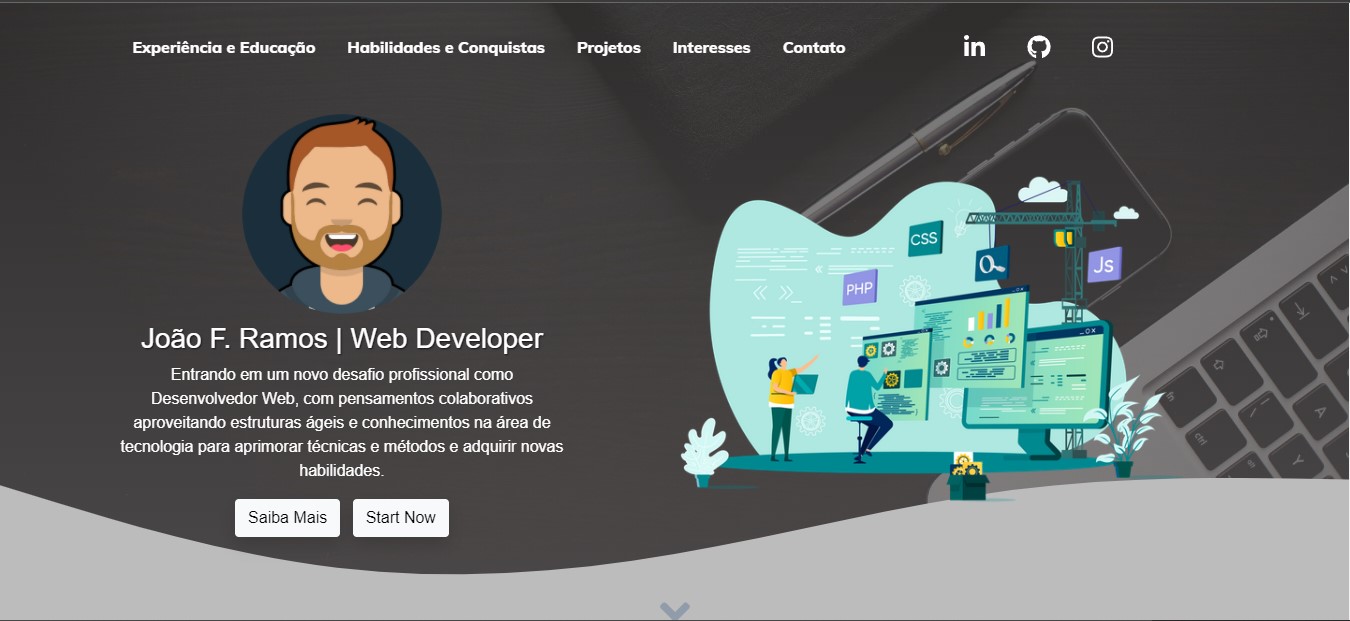 Experiência e Educação Habilidades e Conquistas Projetos Interesses Contato
in
João F. Ramos | Web Developer
Entrando em um novo desafio profissional como
Desenvolvedor Web, com pensamentos colaborativos
aproveitando estruturas ágeis e conhecimentos na área de
tecnologia para aprimorar técnicas e métodos e adquirir novas
habilidades.
Saiba Mais Start Now
CSS
Js
PHP
ctrl
A